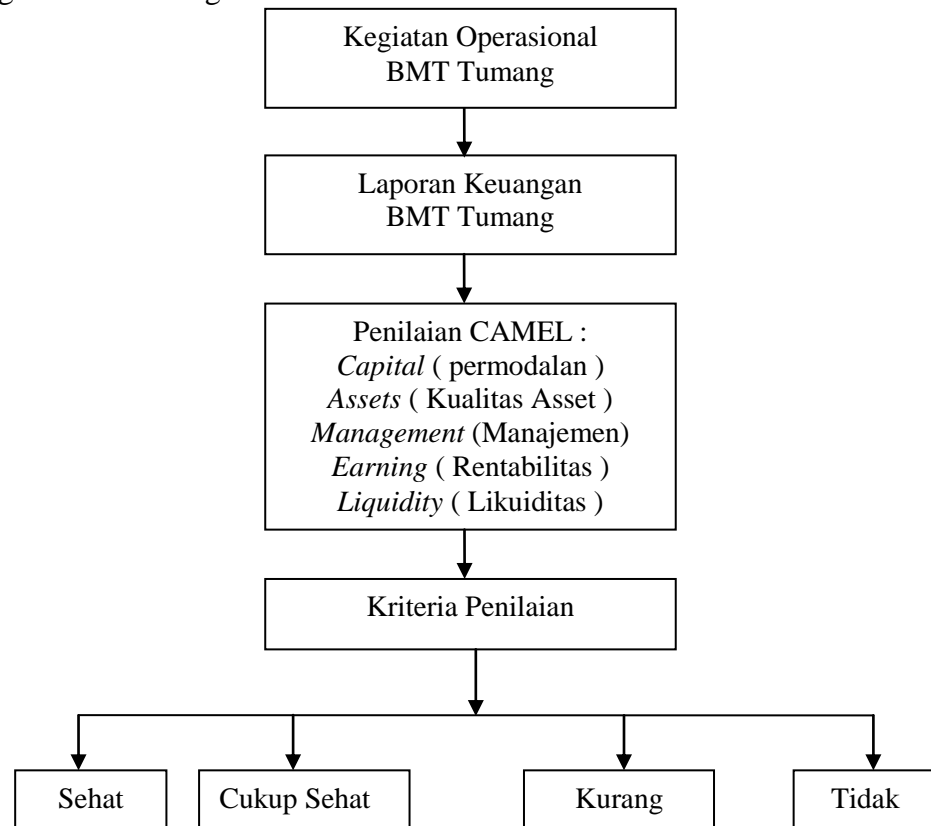 Kegiatan Operasional
BMT Tumang
Laporan Keuangan
BMT Tumang
Penilaian CAMEL :
Capital ( permodalan )
Assets ( Kualitas Asset )
Management (Manajemen)
Earning ( Rentabilitas )
Liquidity ( Likuiditas )
Kriteria Penilaian
Sehat
Cukup Sehat
Kurang
Tidak